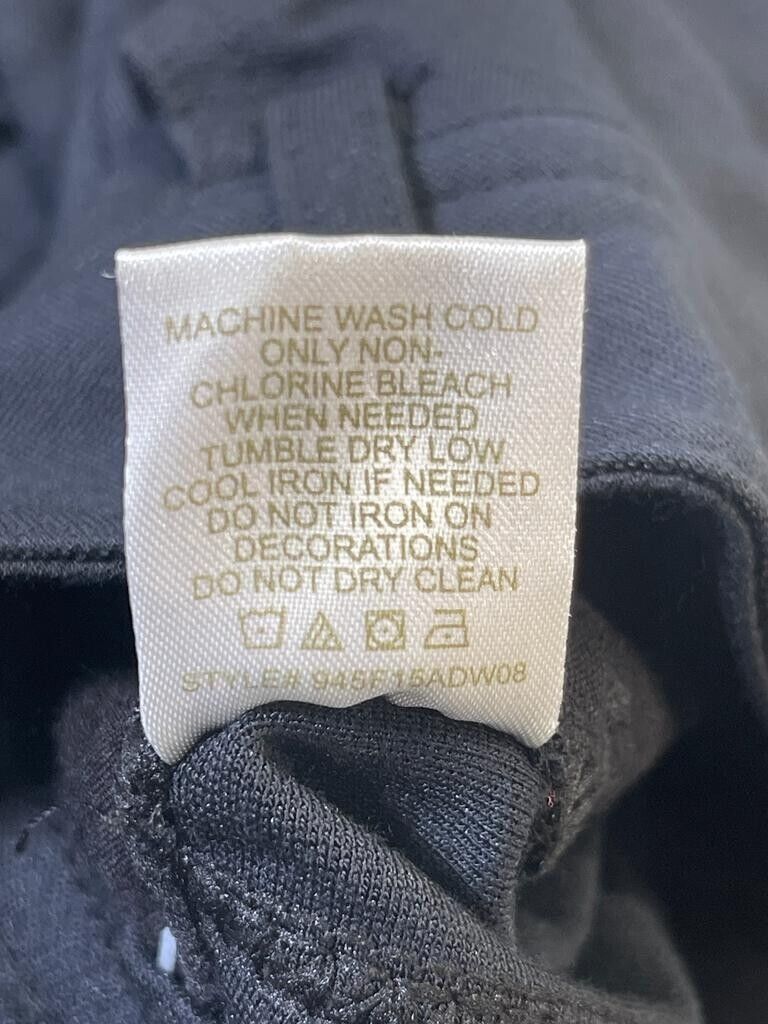 MACHINE WASH COLD
ONLY NON-
CHLORINE BLEACH
WHEN NEEDED
TUMBLE DRY LOW
COOL IRON IF NEEDED
DO NOT IRON ON
DECORATIONS
DO NOT DRY CLEAN
STYLE# 945F15ADW08